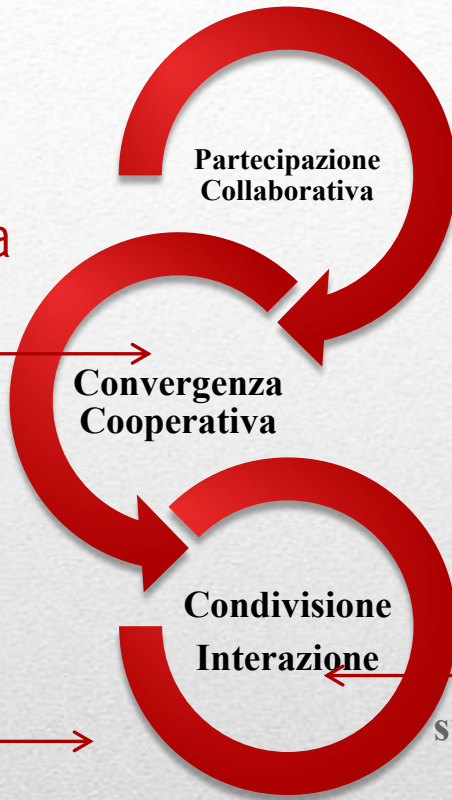 Partecipazione
Collaborativa
a
Convergenza
Cooperativa
Condivisione
Interazione
s